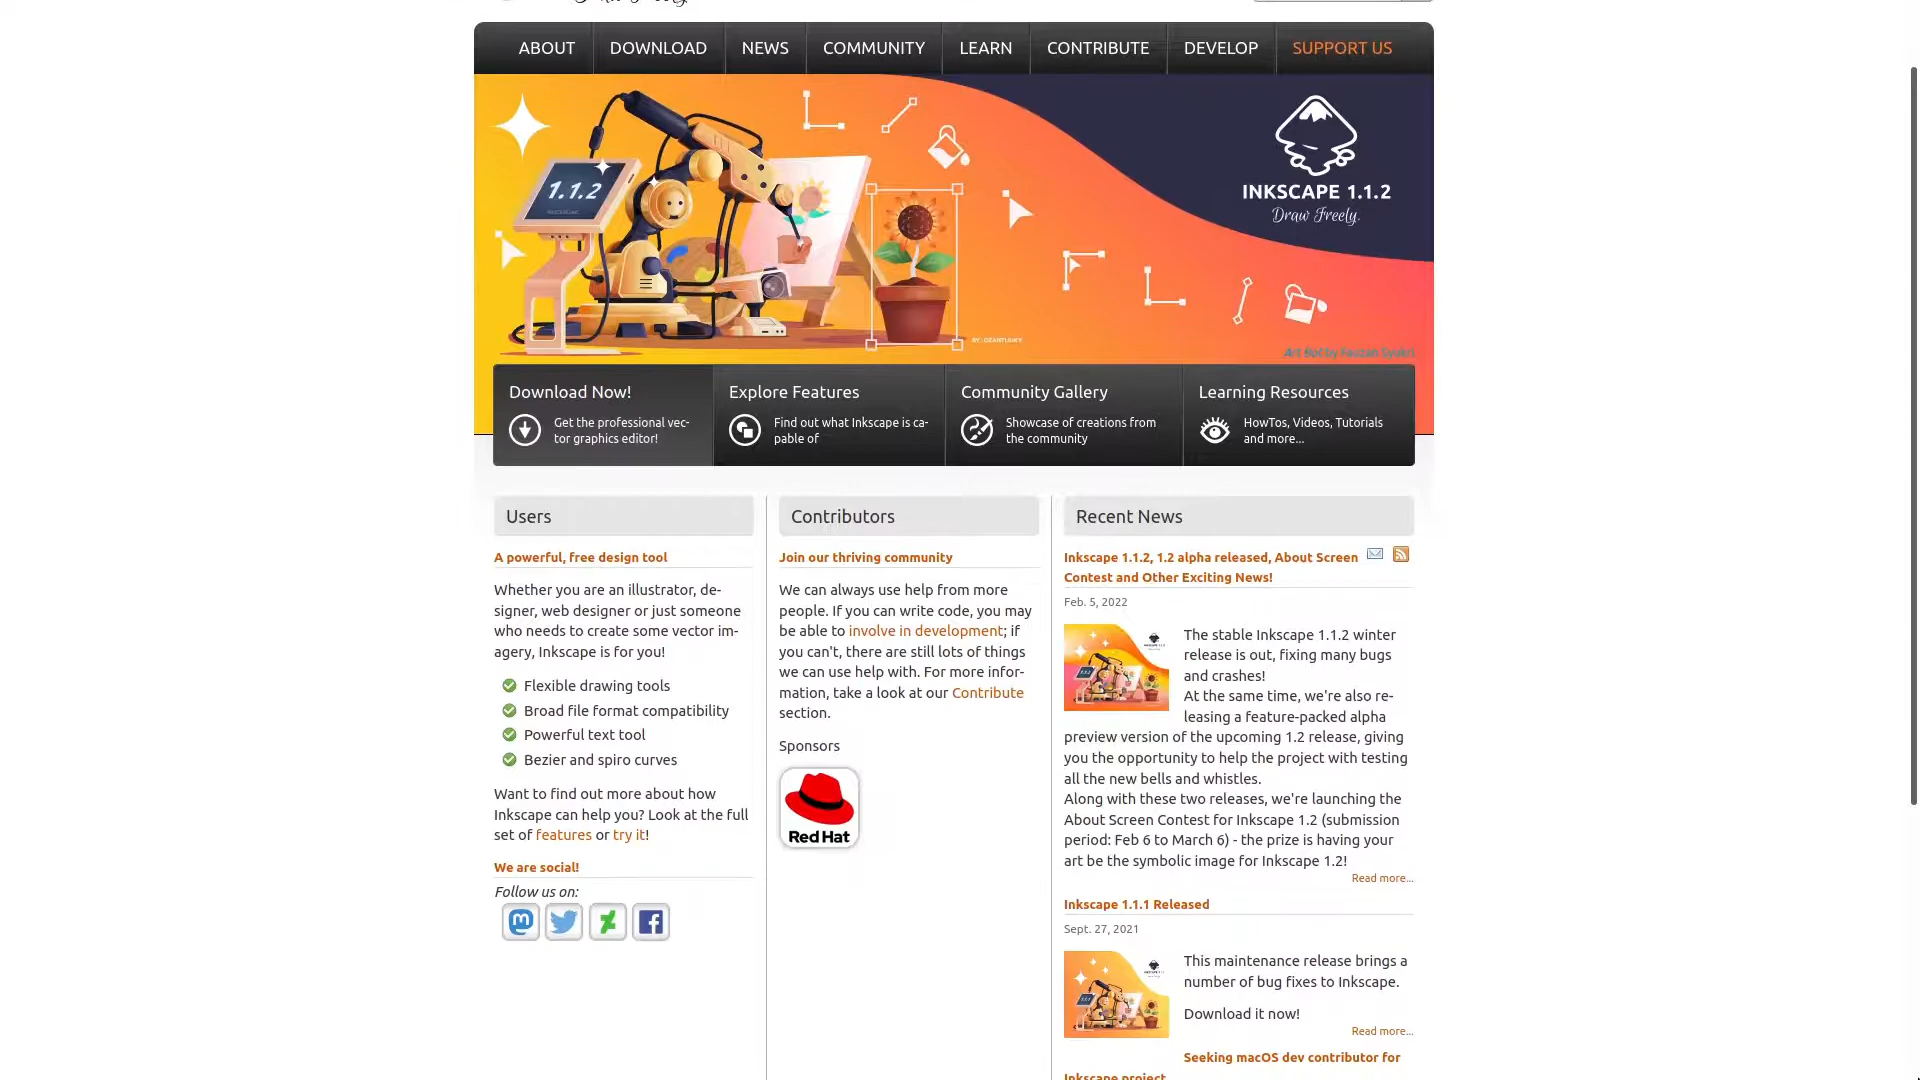 ABOUT DOWNLOAD NEWS COMMUNITY LEARN CONTRIBUTE DEVELOP SUPPORT US
1.1.2
INKSCAPE 1.1.2
Draw Freely.
Art Bot by Fauzan Syukri
Download Now!
Get the professional vec-
tor graphics editor!
Explore Features
Find out what Inkscape is ca-
pable of
Community Gallery
Showcase of creations from
the community
Learning Resources
HowTos, Videos, Tutorials
and more...
Users
A powerful, free design tool
Whether you are an illustrator, de-
signer, web designer or just someone
who needs to create some vector im-
agery, Inkscape is for you!
Flexible drawing tools
Broad file format compatibility
Powerful text tool
Bezier and spiro curves
Want to find out more about how
Inkscape can help you? Look at the full
set of features or try it!
We are social!
Follow us on:
Contributors
Join our thriving community
We can always use help from more
people. If you can write code, you may
be able to involve in development; if
you can't, there are still lots of things
we can use help with. For more infor-
mation, take a look at our Contribute
section.
Sponsors
Red Hat
Recent News
Inkscape 1.1.2, 1.2 alpha released, About Screen
Contest and Other Exciting News!
Feb. 5, 2022
The stable Inkscape 1.1.2 winter
release is out, fixing many bugs
and crashes!
At the same time, we're also re-
leasing a feature-packed alpha
preview version of the upcoming 1.2 release, giving
you the opportunity to help the project with testing
all the new bells and whistles.
Along with these two releases, we're launching the
About Screen Contest for Inkscape 1.2 (submission
period: Feb 6 to March 6) - the prize is having your
art be the symbolic image for Inkscape 1.2!
Read more...
Inkscape 1.1.1 Released
Sept. 27, 2021
This maintenance release brings a
number of bug fixes to Inkscape.
Download it now!
Read more...
Seeking macOS dev contributor for
Inkscape project